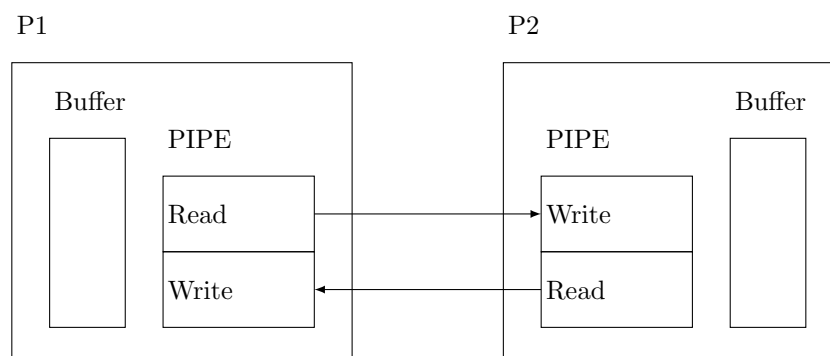 P1
P2
Buffer
Buffer
PIPE
PIPE
Read
Write
Write
Read